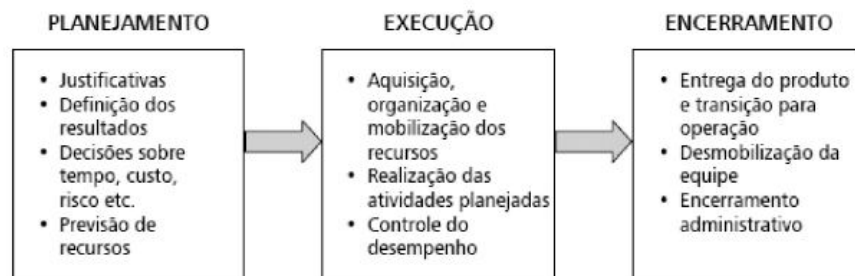 PLANEJAMENTO
• Justificativas
• Definição dos
resultados
• Decisões sobre
tempo, custo,
risco etc.
• Previsão de
recursos
EXECUÇÃO
• Aquisição,
organização e
mobilização dos
recursos
• Realização das
atividades planejadas
• Controle do
desempenho
ENCERRAMENTO
• Entrega do produto
e transição para
operação
• Desmobilização da
equipe
• Encerramento
administrativo